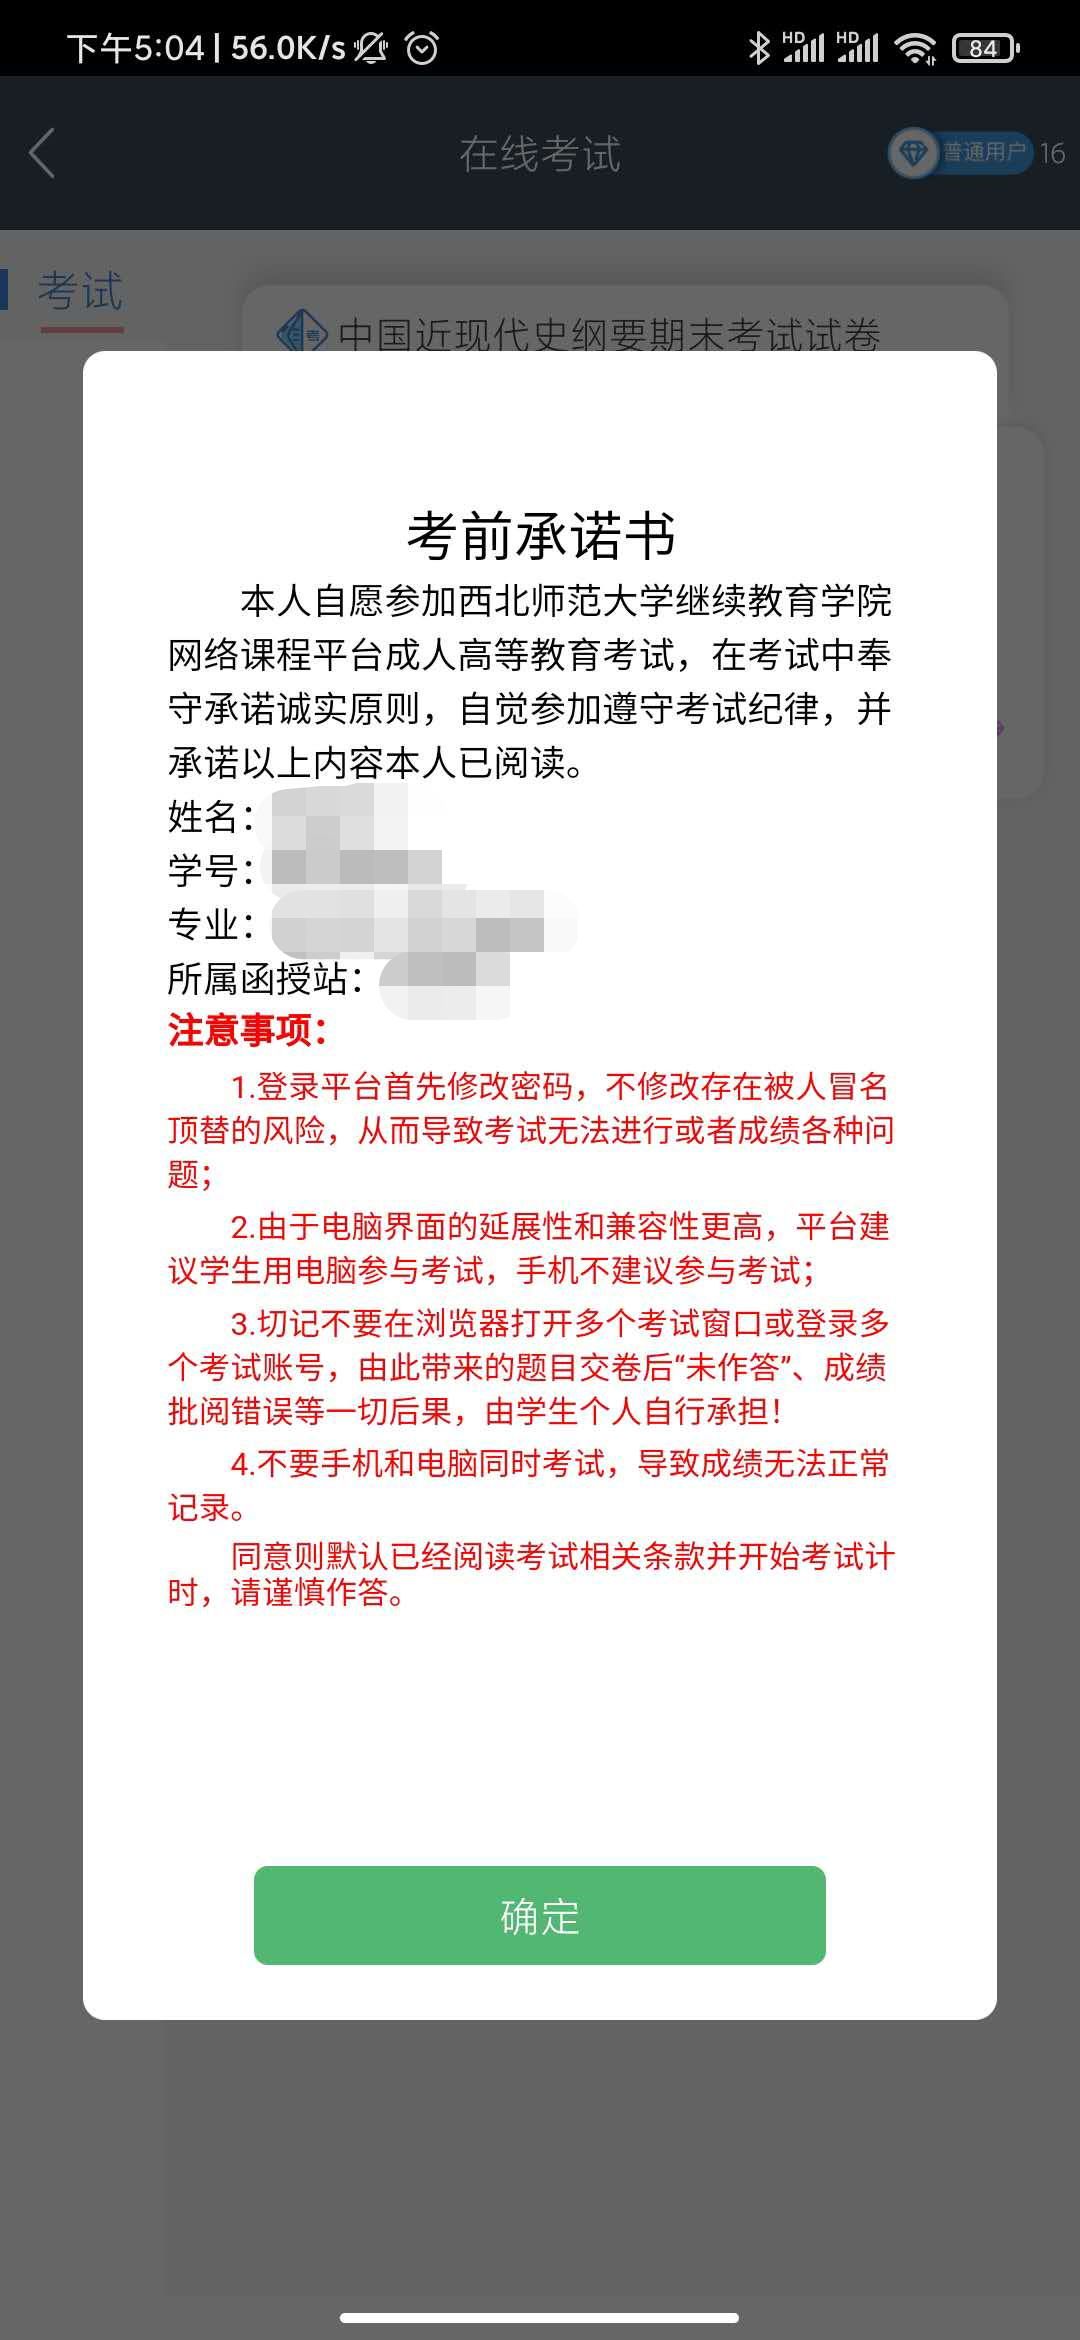 下午5:04 | 56.0K/s HD HD 84
在线考试 普通用户 16
考试
中国近现代史纲要期末考试试卷
考前承诺书
本人自愿参加西北师范大学继续教育学院
网络课程平台成人高等教育考试，在考试中奉
守承诺诚实原则，自觉参加遵守考试纪律，并
承诺以上内容本人已阅读。
姓名：
学号：
专业：
所属函授站：
注意事项：
1.登录平台首先修改密码，不修改存在被人冒名
顶替的风险，从而导致考试无法进行或者成绩各种问
题；
2.由于电脑界面的延展性和兼容性更高，平台建
议学生用电脑参与考试，手机不建议参与考试；
3.切记不要在浏览器打开多个考试窗口或登录多
个考试账号，由此带来的题目交卷后“未作答”、成绩
批阅错误等一切后果，由学生个人自行承担！
4.不要手机和电脑同时考试，导致成绩无法正常
记录。
同意则默认已经阅读考试相关条款并开始考试计
时，请谨慎作答。
确定